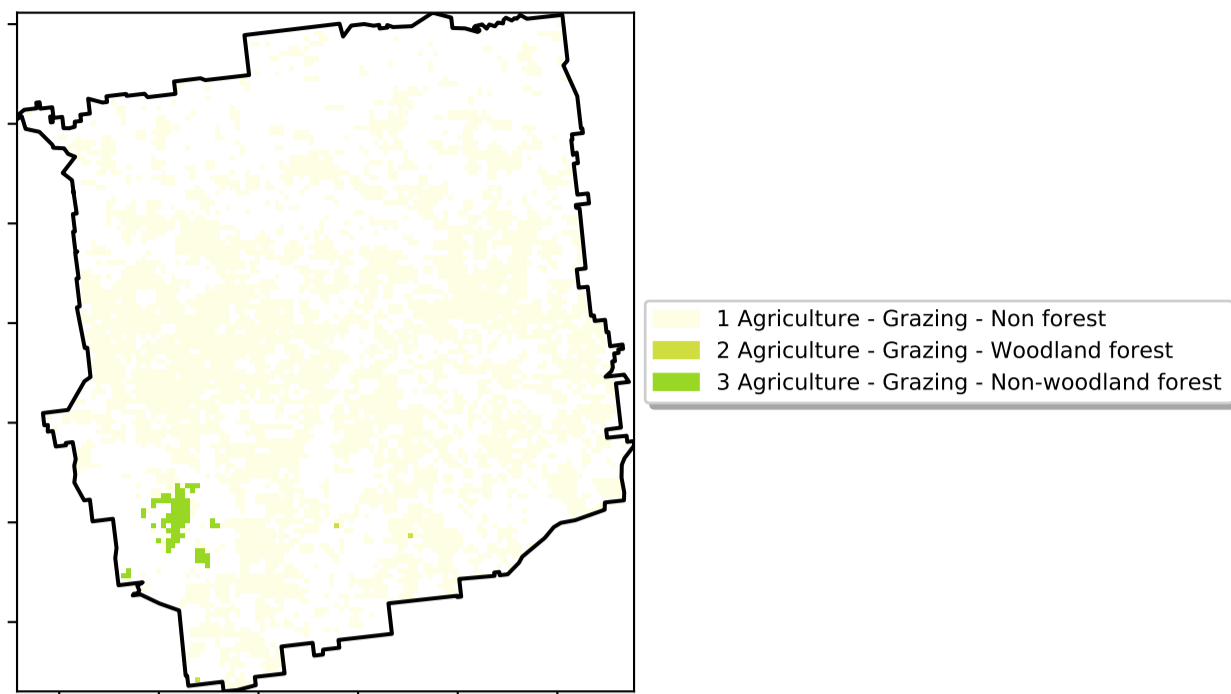 1 Agriculture - Grazing - Non forest
2 Agriculture - Grazing - Woodland forest
3 Agriculture - Grazing - Non-woodland forest